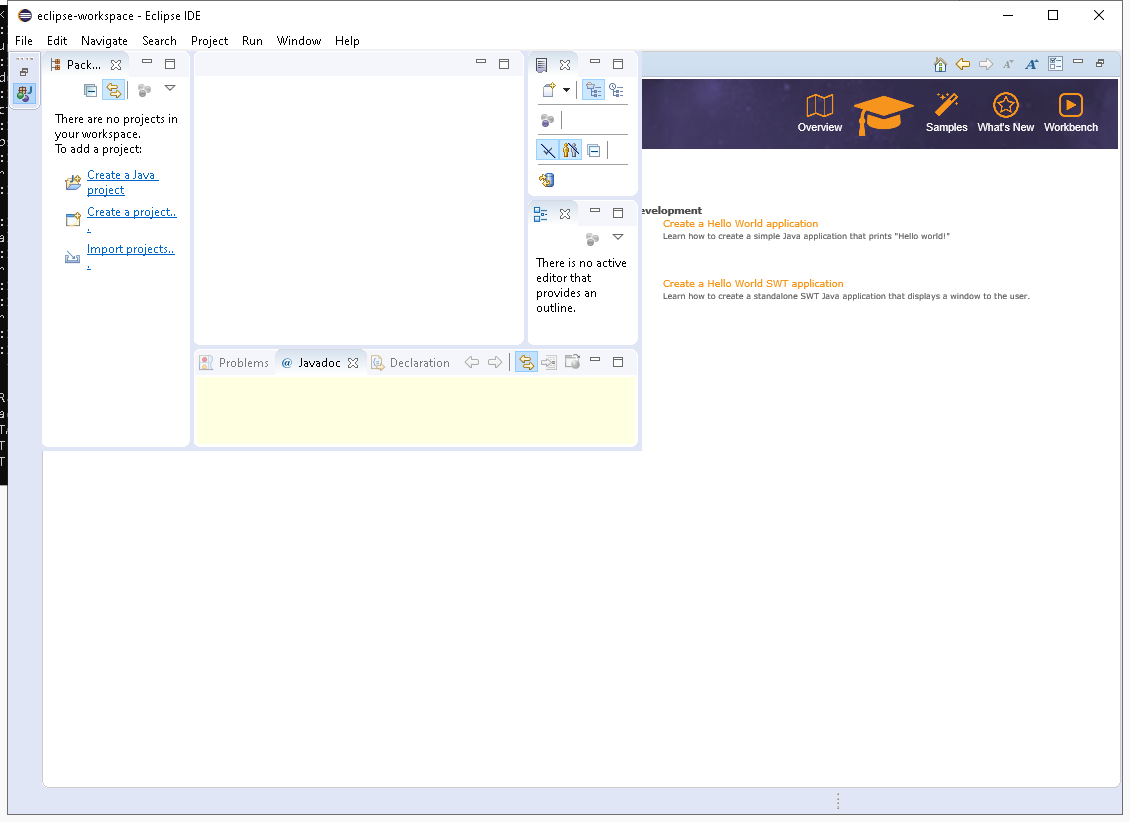 eclipse-workspace - Eclipse IDE
File Edit Navigate Search Project Run Window Help
Pack...
There are no projects in
your workspace.
To add a project:
Create a Java
project
Create a project..
.
Import projects..
.
There is no active
editor that
provides an
outline.
Problems @ Javadoc Declaration
Overview Samples What's New Workbench
evelopment
Create a Hello World application
Learn how to create a simple Java application that prints "Hello world!"
Create a Hello World SWT application
Learn how to create a standalone SWT Java application that displays a window to the user.